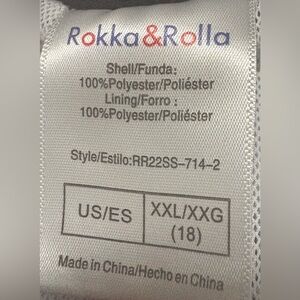 Rokka&Rolla
Shell/Funda:
100%Polyester/Poliéster
Lining/Forro :
100%Polyester/Poliéster
Style/Estilo:RR22SS-714-2
US/ES
XXL/XXG
(18)
Made in China/Hecho en China